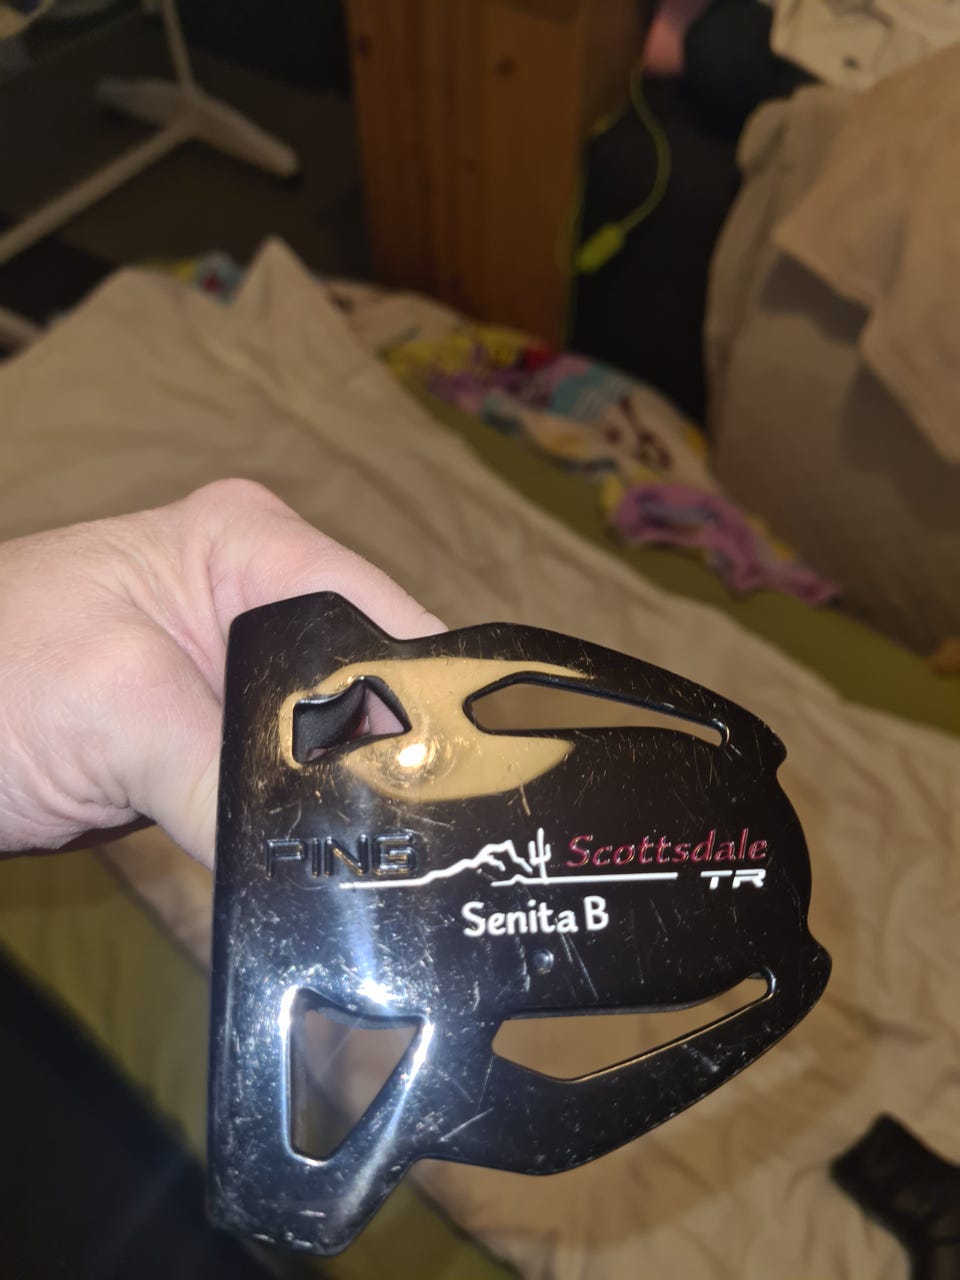 PING Scottsdale
TR
Senita B